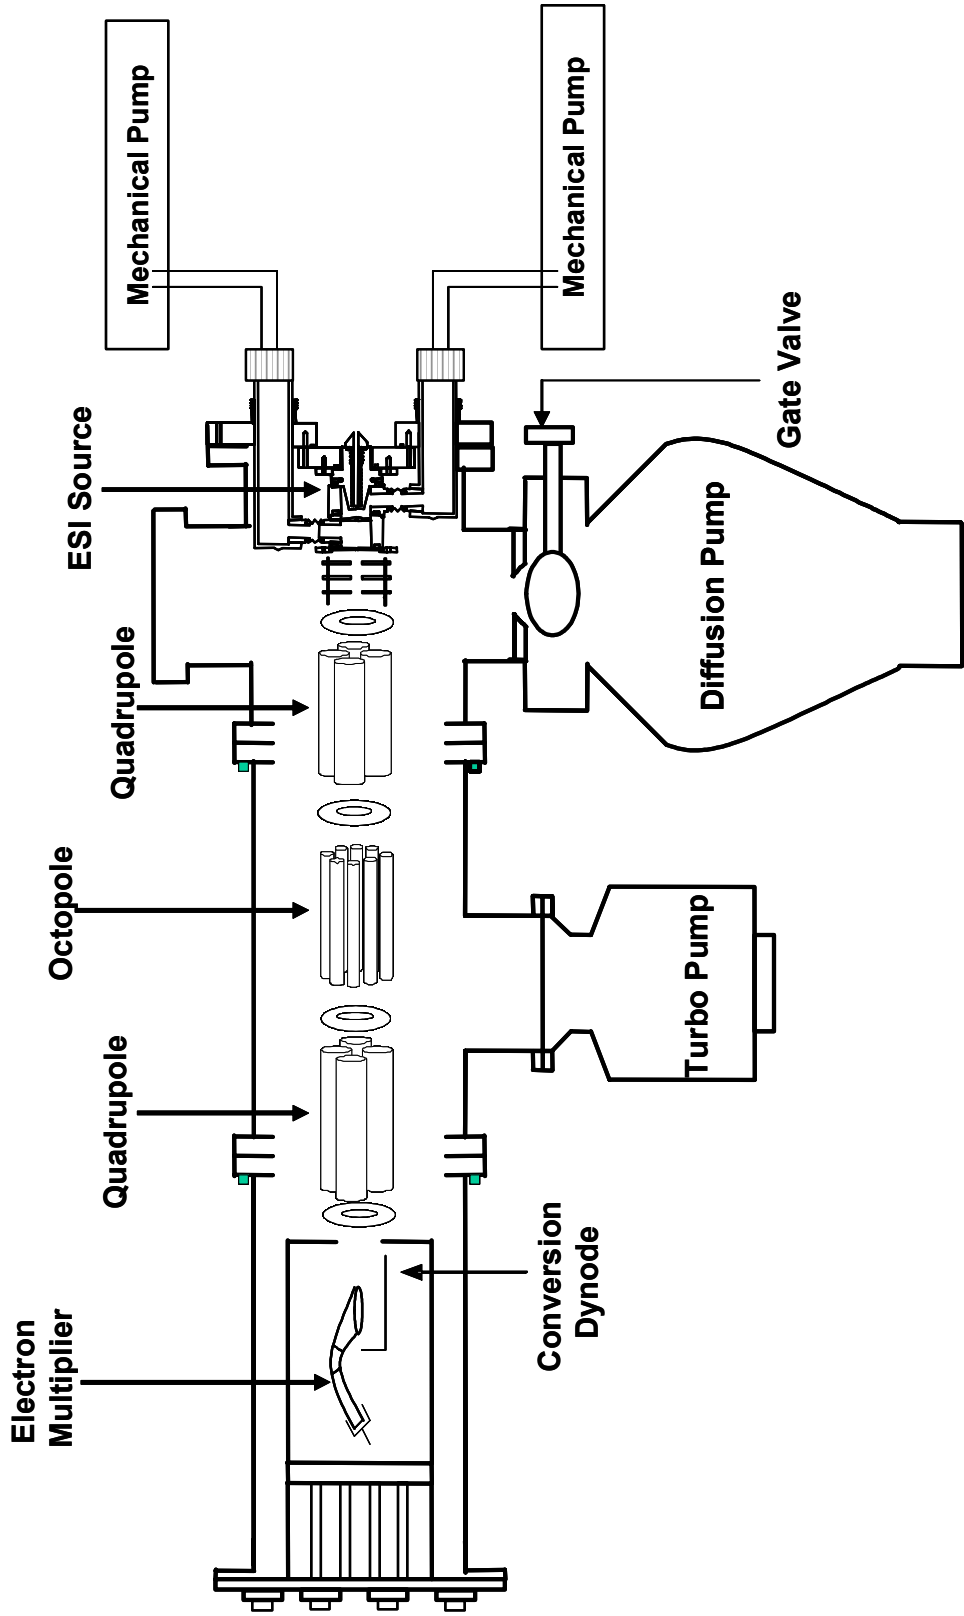 Mechanical Pump
Mechanical Pump
ESI Source
Gate Valve
Quadrupole
Diffusion Pump
Octopole
Turbo Pump
Quadrupole
Conversion
Dynode
Electron
Multiplier